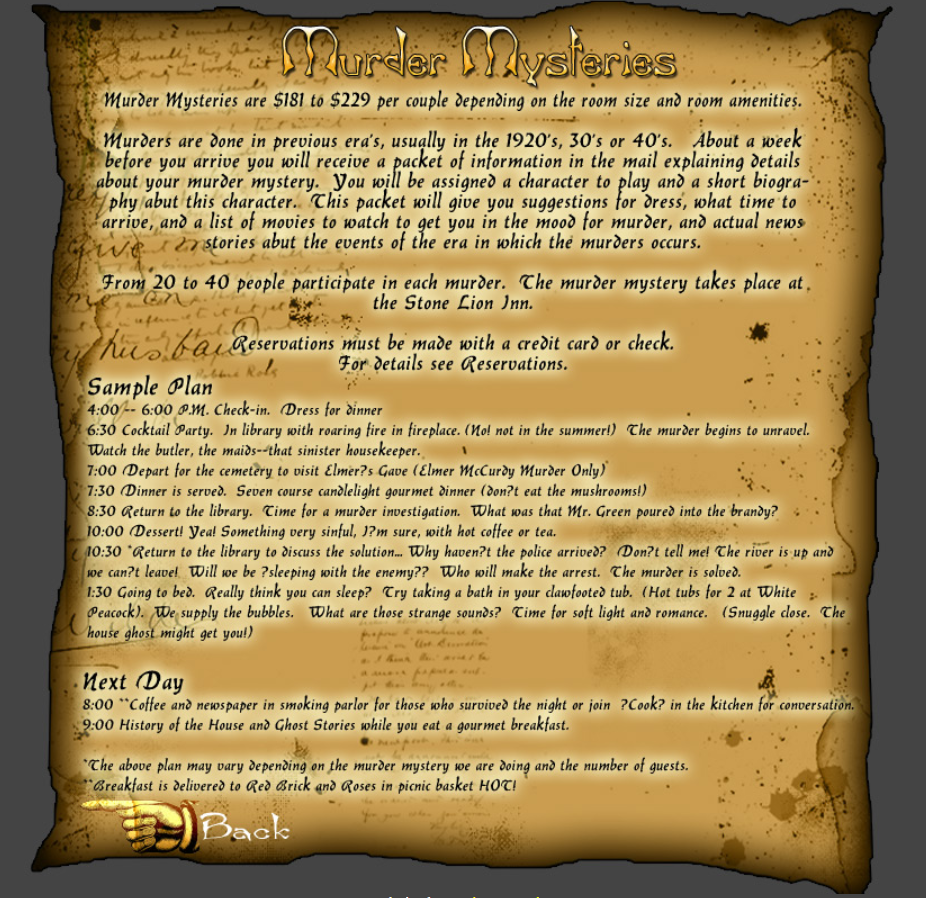 Murder Mysteries
Murder Mysteries are $181 to $229 per couple depending on the room size and room amenities.
Murders are done in previous era's, usually in the 1920's, 30's or 40's. About a week
before you arrive you will receive a packet of information in the mail explaining details
about your murder mystery. You will be assigned a character to play and a short biogra-
phy abut this character. This packet will give you suggestions for dress, what time to
arrive, and a list of movies to watch to get you in the mood for murder, and actual news
stories abut the events of the era in which the murders occurs.
From 20 to 40 people participate in each murder. The murder mystery takes place at
the Stone Lion Inn.
Reservations must be made with a credit card or check.
For details see Reservations.
Sample Plan
4:00 -- 6:00 P.M. Check-in. Dress for dinner
6:30 Cocktail Party. In library with roaring fire in fireplace. (No! not in the summer!) The murder begins to unravel.
Watch the butler, the maids--that sinister housekeeper.
7:00 Depart for the cemetery to visit Elmer?s Gave (Elmer McCurdy Murder Only)
7:30 Dinner is served. Seven course candlelight gourmet dinner (don?t eat the mushrooms!)
8:30 Return to the library. Time for a murder investigation. What was that Mr. Green poured into the brandy?
10:00 Dessert! Yea! Something very sinful, I?m sure, with hot coffee or tea.
10:30 *Return to the library to discuss the solution... Why haven?t the police arrived? (Don?t tell me! The river is up and
we can?t leave! Will we be ?sleeping with the enemy?? Who will make the arrest. The murder is solved.
1:30 Going to bed. Really think you can sleep? Try taking a bath in your clawfooted tub. (Hot tubs for 2 at White
Peacock). We supply the bubbles. What are those strange sounds? Time for soft light and romance. (Snuggle close. The
house ghost might get you!)
Next Day
8:00 **Coffee and newspaper in smoking parlor for those who survived the night or join ?Cook? in the kitchen for conversation.
9:00 History of the House and Ghost Stories while you eat a gourmet breakfast.
*The above plan may vary depending on the murder mystery we are doing and the number of guests.
**Breakfast is delivered to Red Brick and Roses in picnic basket HOT!
Back